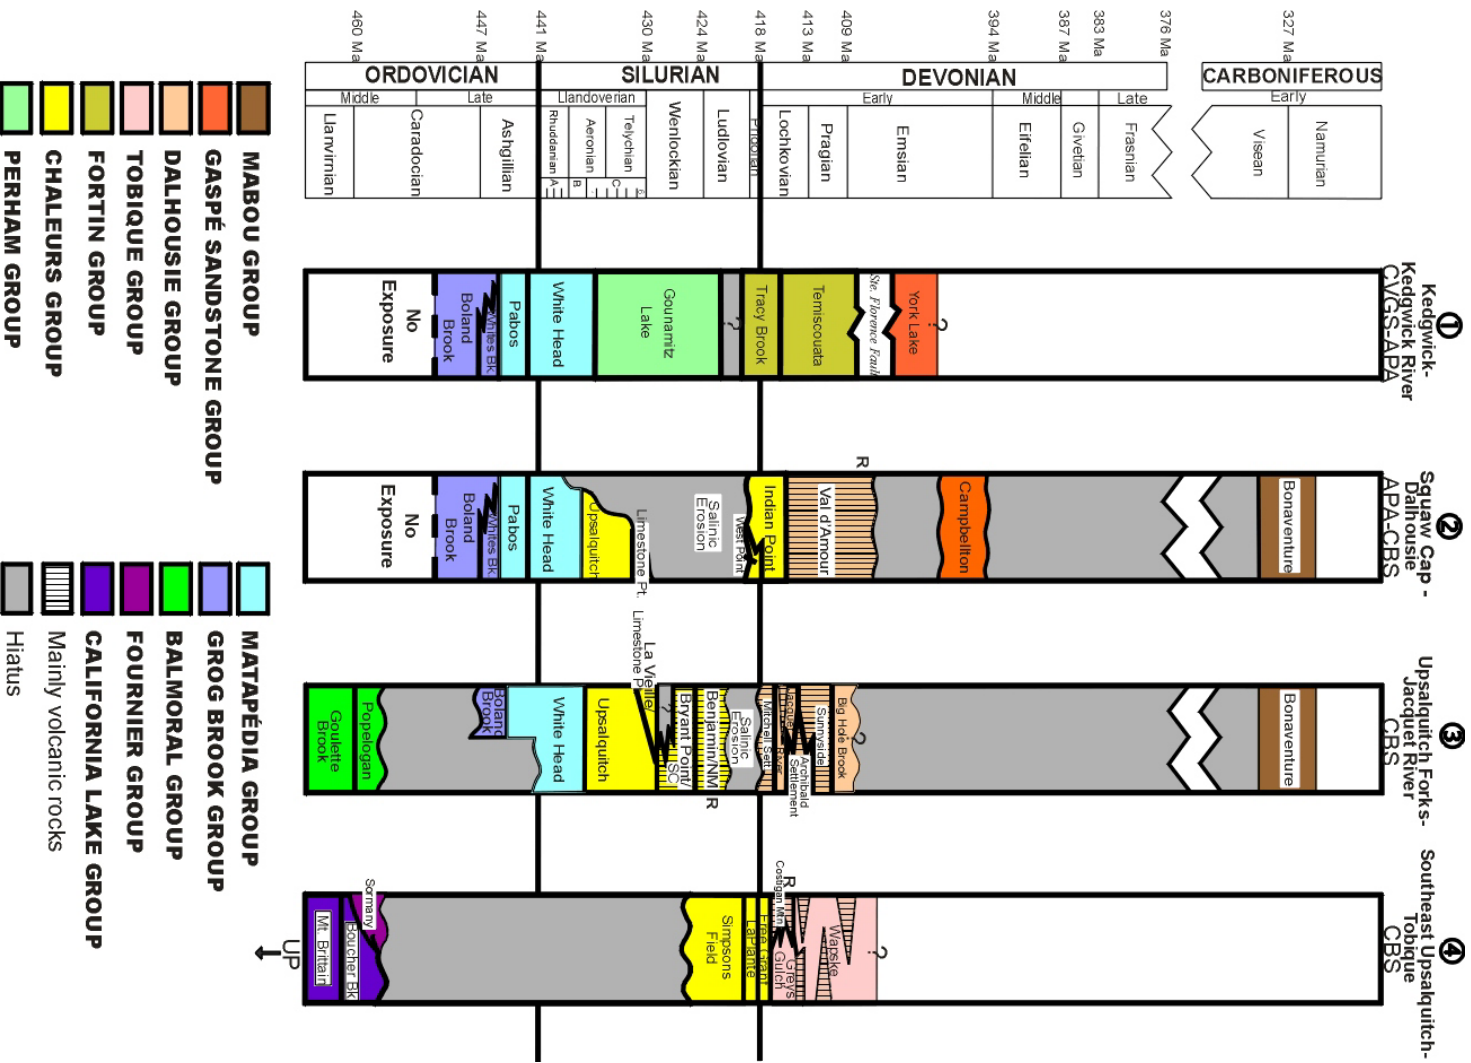 460 Ma
447 Ma
441 Ma
430 Ma
424 Ma
418 Ma
413 Ma
409 Ma
394 Ma
387 Ma
383 Ma
376 Ma
327 Ma
ORDOVICIAN
SILURIAN
DEVONIAN
CARBONIFEROUS
Middle
Late
Llandoverian
Early
Middle
Late
Early
Llanvirnian
Caradocian
Ashgillian
Rhuddanian
Aeronian
Telychian
A
B
C
Wenlockian
Ludlovian
Pridolian
Lochkovian
Pragian
Emsian
Eifelian
Givetian
Frasnian
Visean
Namurian
1
Kedgwick-
Kedgwick River
CVGS-APA
No
Exposure
Boland
Brook
Whites Bk
Pabos
White Head
Gounamitz
Lake
?
Tracy Brook
Temiscouata
Ste. Florence Fault
York Lake
?
2
Squaw Cap -
Dalhousie
APA-CBS
No
Exposure
Boland
Brook
Whites Bk
Pabos
White Head
Upsalquitch
Limestone Pt.
Salinic
Erosion
West Point
Indian Point
Val d'Amour
R
Campbellton
Bonaventure
3
Upsalquitch Forks-
Jacquet River
CBS
Goulette
Brook
Popelogan
Boland
Brook
White Head
Upsalquitch
La Vieille/
Limestone P
?
SC
Bryant Point/
Benjamin/NM
R
Salinic
Erosion
Mitchell Sett
Jacquet
River
Archibald
Settlement
Sunnyside
Big Hole Brook
?
Bonaventure
4
Southeast Upsalquitch-
Tobique
CBS
Mt. Brittain
Boucher Bk
Sormany
Simpsons
Field
LaPlante
Free Grant
Costigan Mtn
R
Greys
Gulch
Wapske
?
UP
MABOU GROUP
GASPÉ SANDSTONE GROUP
DALHOUSIE GROUP
TOBIQUE GROUP
FORTIN GROUP
CHALEURS GROUP
PERHAM GROUP
MATAPÉDIA GROUP
GROG BROOK GROUP
BALMORAL GROUP
FOURNIER GROUP
CALIFORNIA LAKE GROUP
Mainly volcanic rocks
Hiatus